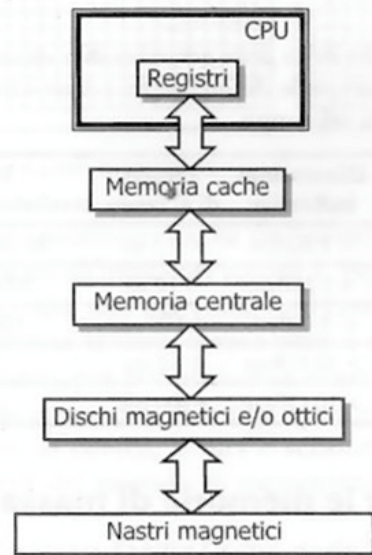 CPU
Registri
Memoria cache
Memoria centrale
Dischi magnetici e/o ottici
Nastri magnetici